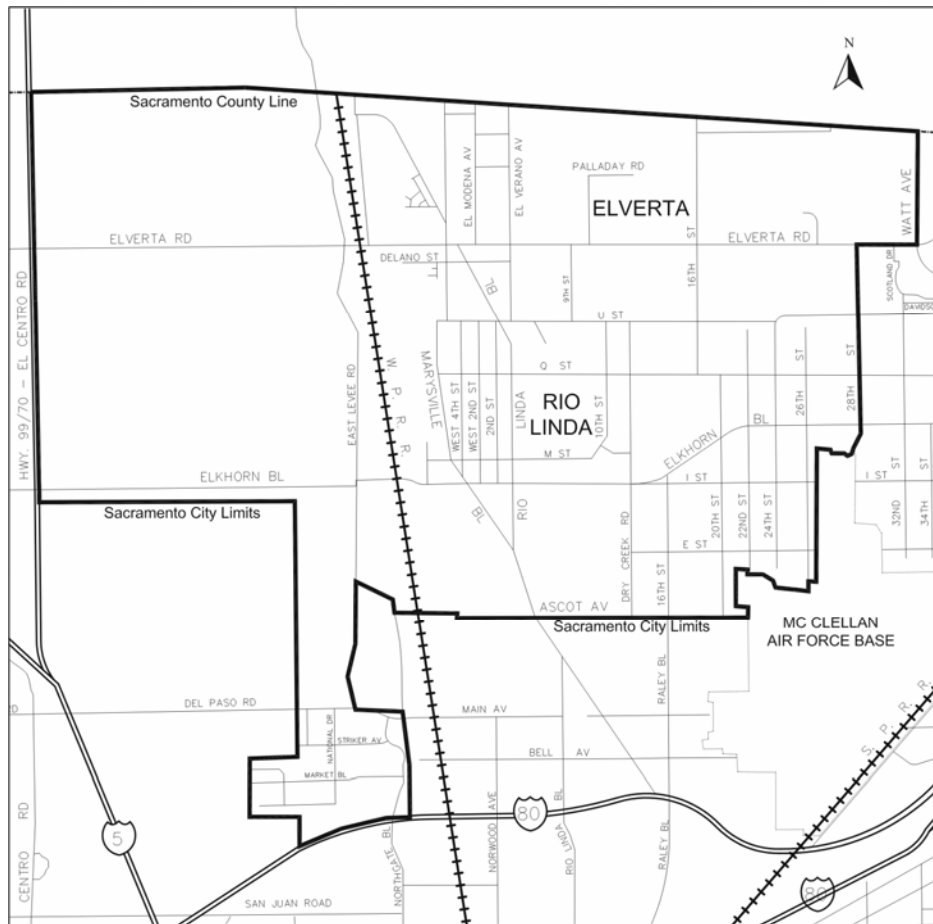 N
Sacramento County Line
EL MODENA AV
EL VERANO AV
PALLADAY RD
ELVERTA
WATT AVE
ELVERTA RD
16TH ST
ELVERTA RD
DELANO ST
9TH ST
SCOTLAND DR
BL
U ST
HWY. 99/70 - EL CENTRO RD
EAST LEVEE RD
W. P. R. R.
MARYSVILLE
WEST 4TH ST
WEST 2ND ST
2ND ST
LINDA
Q ST
RIO
LINDA
10TH ST
26TH ST
28TH ST
ELKHORN BL
M ST
ELKHORN BL
I ST
I ST
Sacramento City Limits
BL
RIO
DRY CREEK RD
20TH ST
22ND ST
24TH ST
32ND ST
34TH ST
E ST
16TH ST
ASCOT AV
Sacramento City Limits
MC CLELLAN
AIR FORCE BASE
RALEY BL
S. P. R. R.
RD
DEL PASO RD
MAIN AV
NATIONAL DR
STRIKER AV
BELL AV
MARKET BL
CENTRO RD
5
80
NORTHGATE BL
NORWOOD AVE
RIO LINDA BL
RALEY BL
80
SAN JUAN ROAD